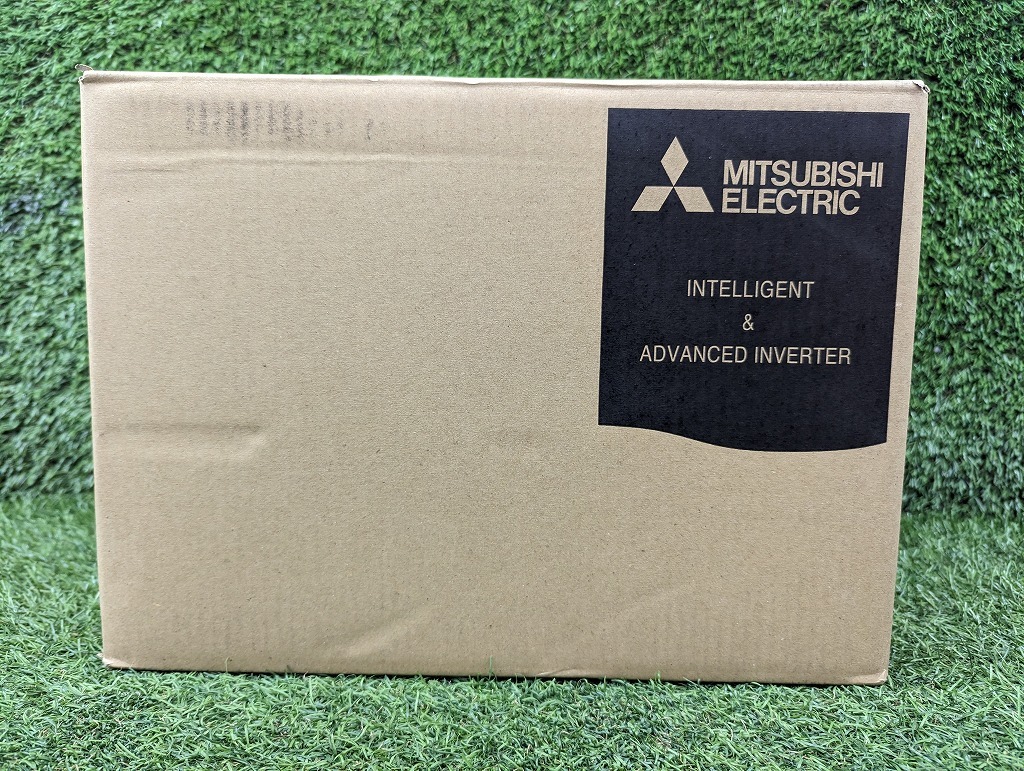 MITSUBISHI
ELECTRIC
INTELLIGENT
&
ADVANCED INVERTER